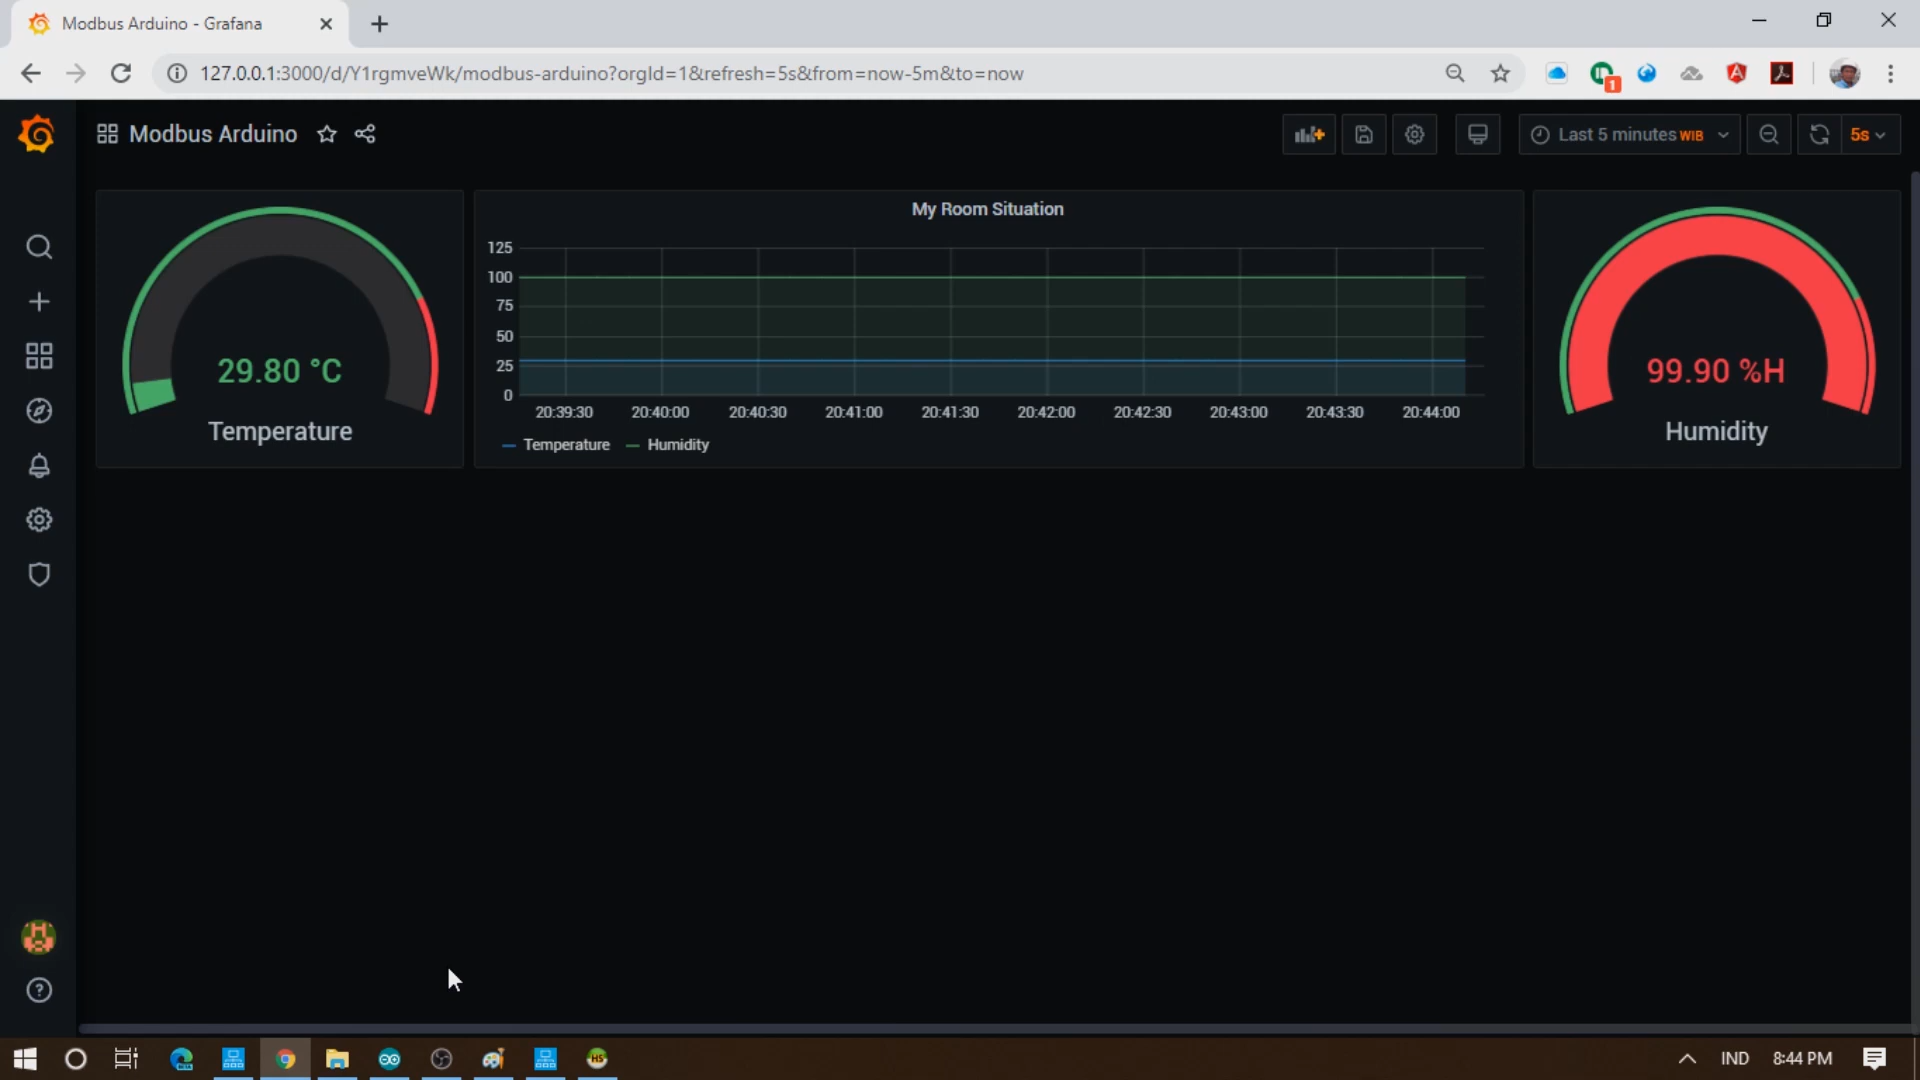 Modbus Arduino - Grafana
127.0.0.1:3000/d/Y1rgmveWk/modbus-arduino?orgId=1&refresh=5s&from=now-5m&to=now
1
Modbus Arduino
Last 5 minutes WIB
5s
29.80 °C
Temperature
My Room Situation
125
100
75
50
25
0
20:39:30 20:40:00 20:40:30 20:41:00 20:41:30 20:42:00 20:42:30 20:43:00 20:43:30 20:44:00
Temperature Humidity
99.90 %H
Humidity
HS
IND 8:44 PM